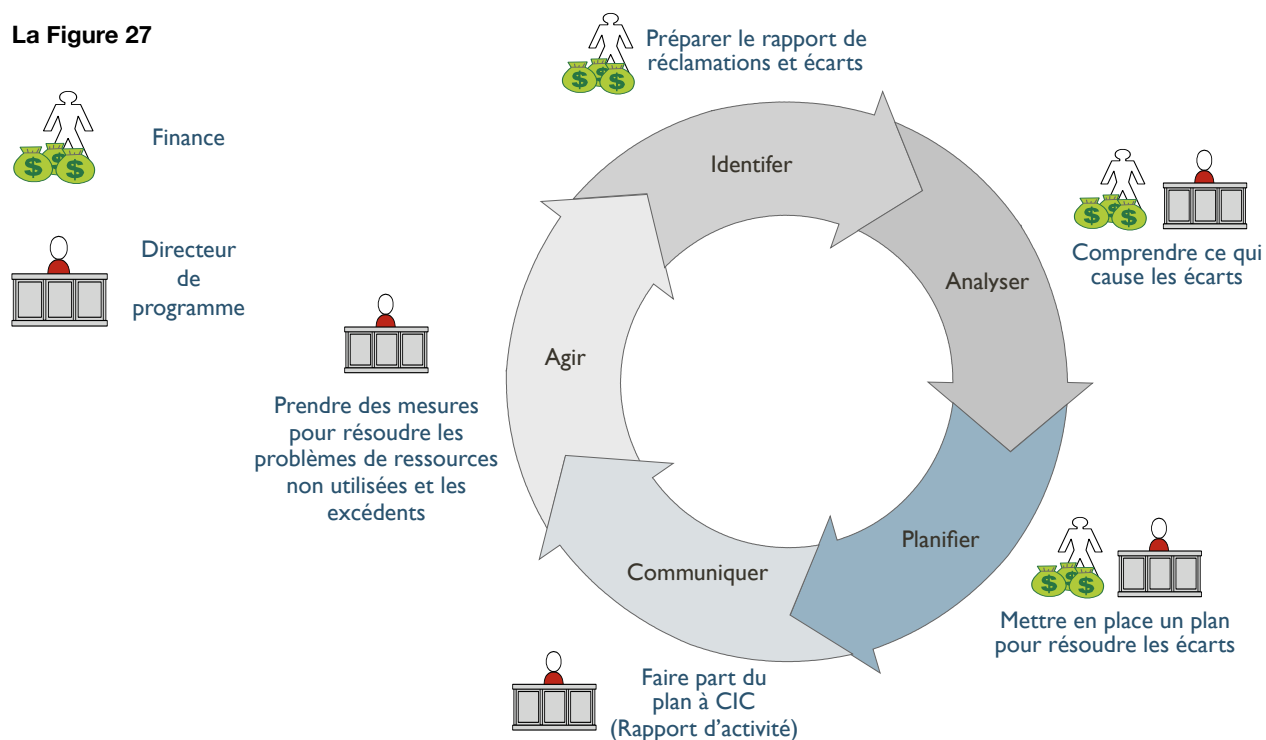 La Figure 27
Finance
Directeur
de
programme
Préparer le rapport de
réclamations et écarts
Identifer
Analyser
Comprendre ce qui
cause les écarts
Planifier
Mettre en place un plan
pour résoudre les écarts
Communiquer
Faire part du
plan à CIC
(Rapport d'activité)
Agir
Prendre des mesures
pour résoudre les
problèmes de ressources
non utilisées et les
excédents
$ $ $
$ $ $
$ $ $
$ $ $